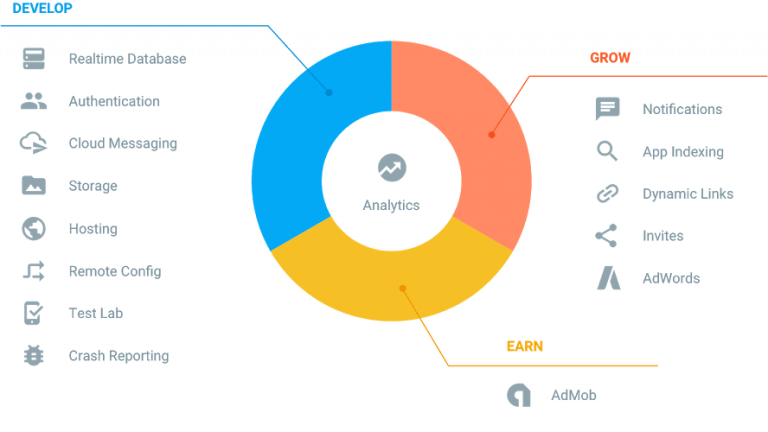 DEVELOP
Realtime Database
Authentication
Cloud Messaging
Storage
Hosting
Remote Config
Test Lab
Crash Reporting
Analytics
GROW
Notifications
App Indexing
Dynamic Links
Invites
AdWords
EARN
AdMob